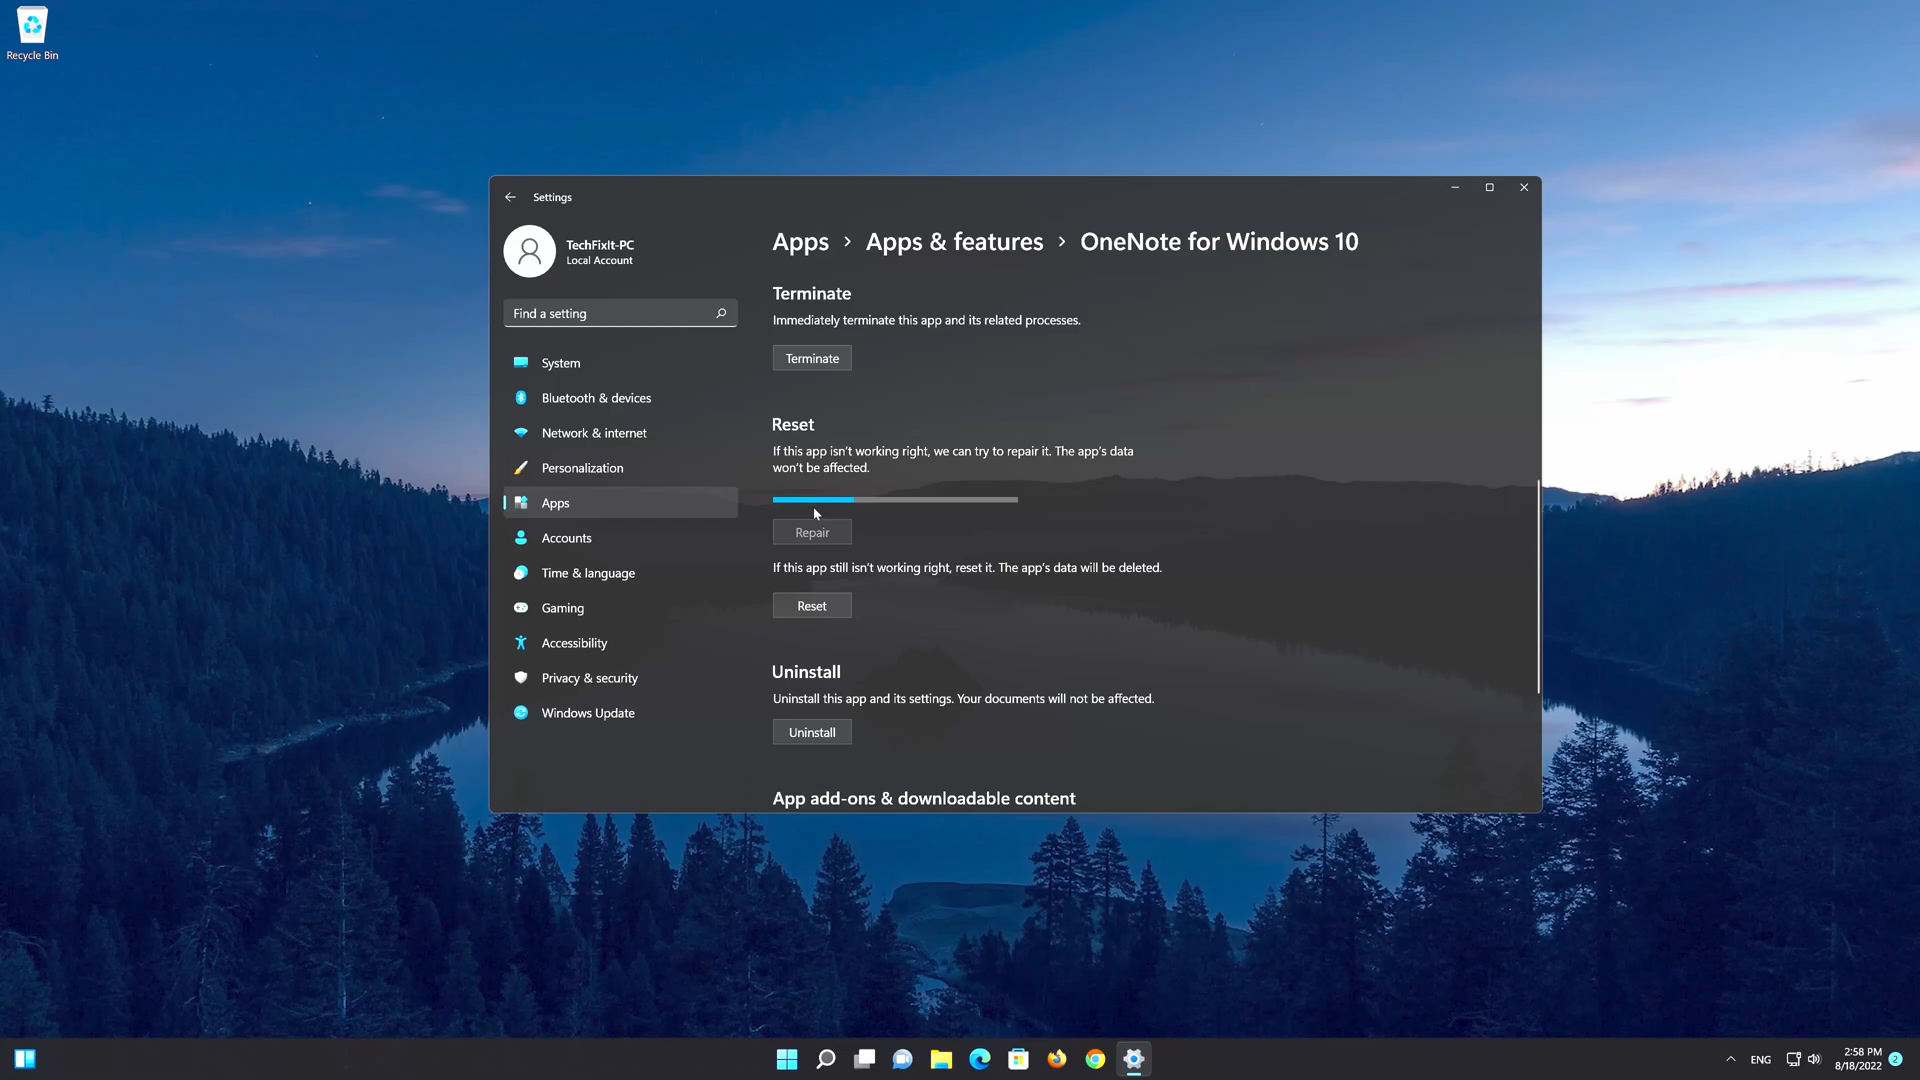 Recycle Bin
Settings
TechFixIt-PC
Local Account
Find a setting
System
Bluetooth & devices
Network & internet
Personalization
Apps
Accounts
Time & language
Gaming
Accessibility
Privacy & security
Windows Update
Apps › Apps & features › OneNote for Windows 10
Terminate
Immediately terminate this app and its related processes.
Terminate
Reset
If this app isn't working right, we can try to repair it. The app's data
won't be affected.
Repair
If this app still isn't working right, reset it. The app's data will be deleted.
Reset
Uninstall
Uninstall this app and its settings. Your documents will not be affected.
Uninstall
App add-ons & downloadable content
ENG
2:58 PM
8/18/2022
2